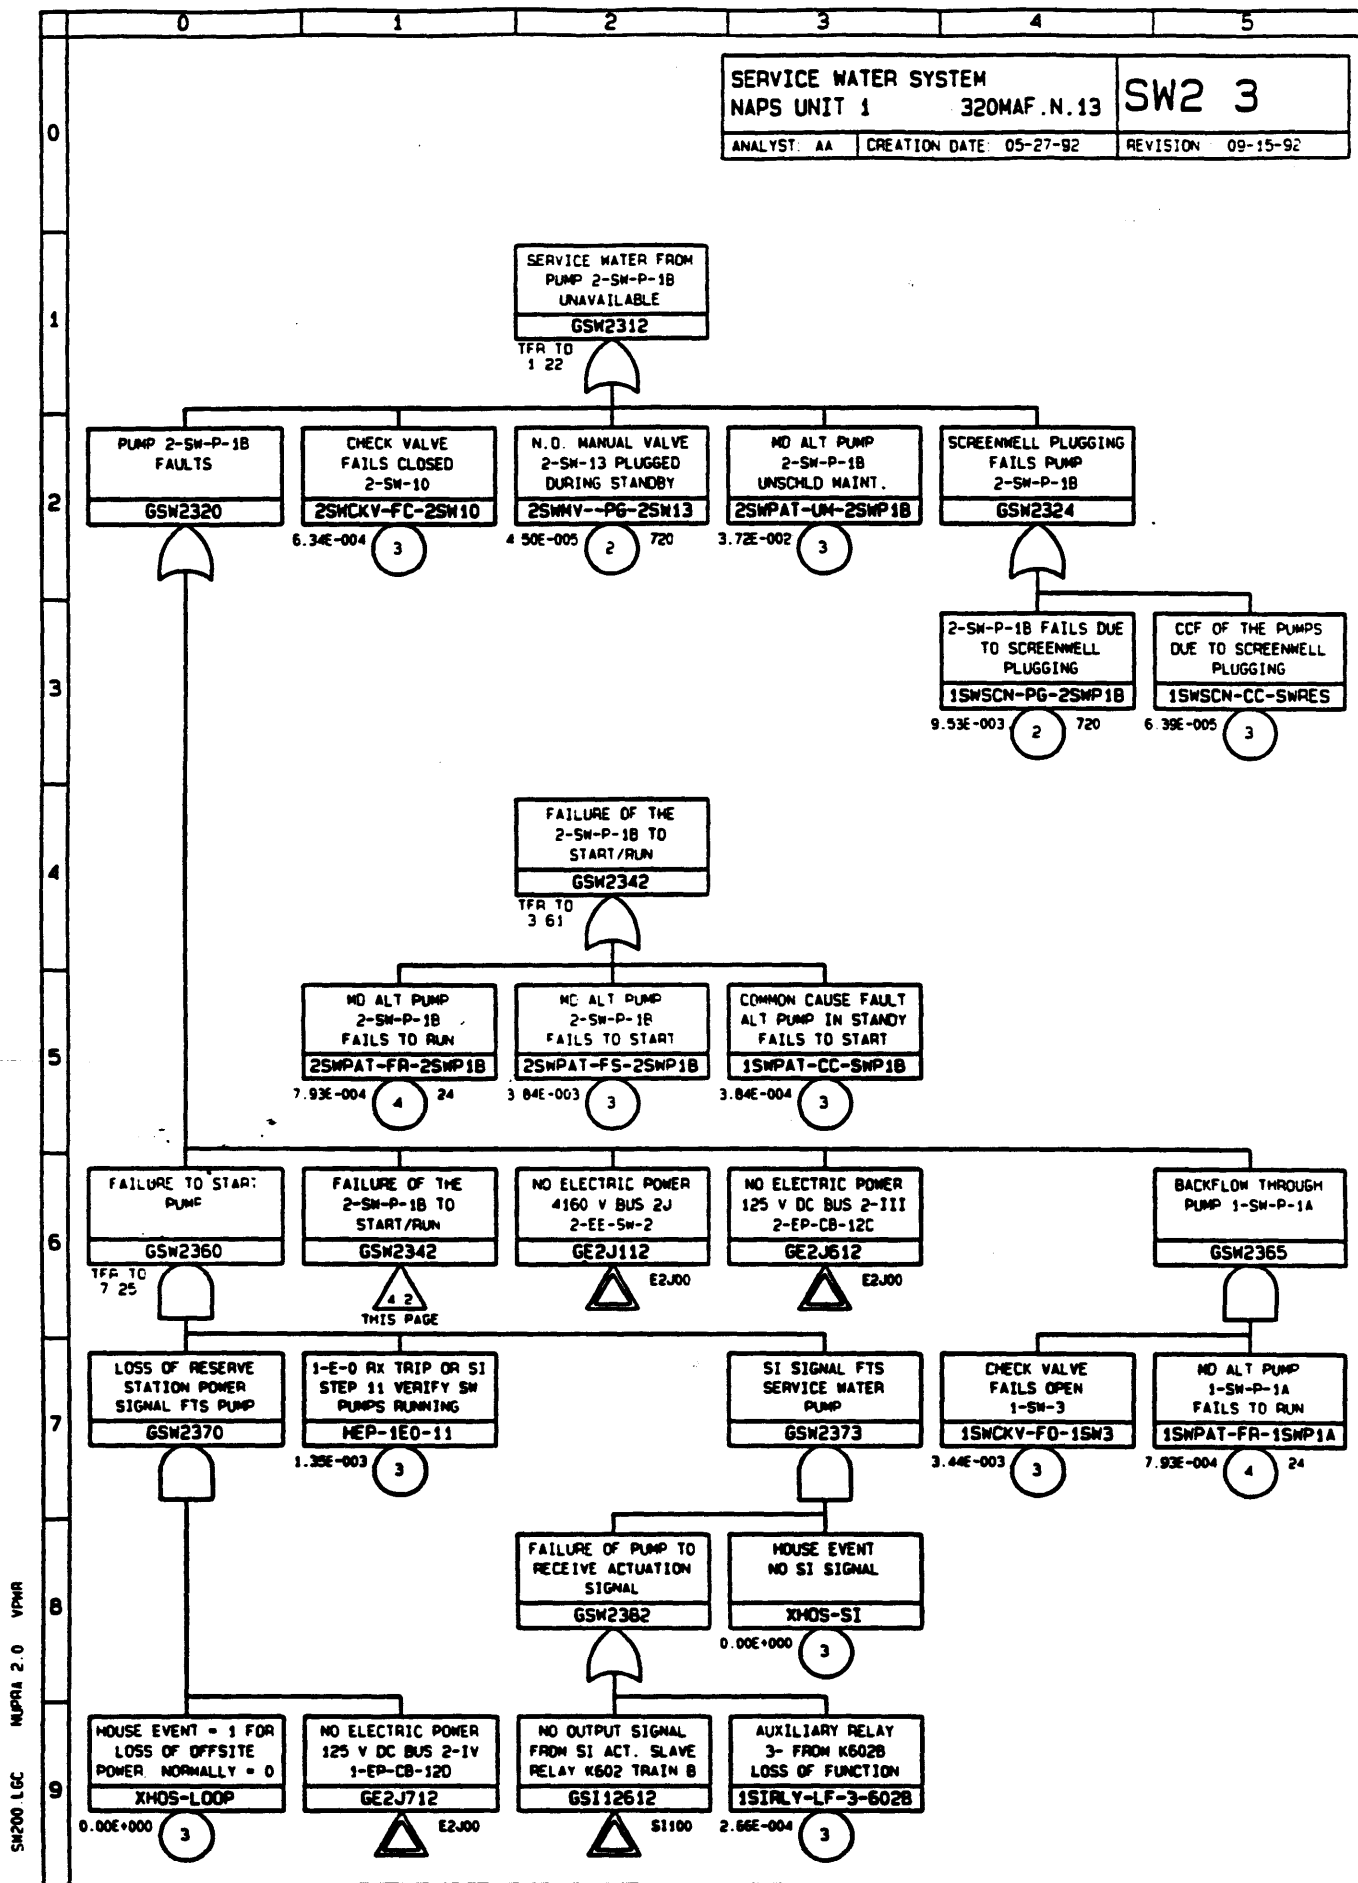 0 1 2 3 4 5
SERVICE WATER SYSTEM
NAPS UNIT 1 320MAF.N.13
SW2 3
ANALYST: AA CREATION DATE: 05-27-92 REVISION 09-15-92
0
1
SERVICE WATER FROM
PUMP 2-SW-P-1B
UNAVAILABLE
GSW2312
TFR TO
1 22
2
PUMP 2-SW-P-1B
FAULTS
GSW2320
CHECK VALVE
FAILS CLOSED
2-SW-10
2SWCKV-FC-2SW10
6.34E-004 3
N.O. MANUAL VALVE
2-SW-13 PLUGGED
DURING STANDBY
2SWMV--PG-2SW13
4 50E-005 2 720
MD ALT PUMP
2-SW-P-1B
UNSCHLD MAINT.
2SWPAT-UM-2SWP1B
3.72E-002 3
SCREENWELL PLUGGING
FAILS PUMP
2-SW-P-1B
GSW2324
3
2-SW-P-1B FAILS DUE
TO SCREENWELL
PLUGGING
1SWSCN-PG-2SWP1B
9.53E-003 2 720
CCF OF THE PUMPS
DUE TO SCREENWELL
PLUGGING
1SWSCN-CC-SWRES
6.39E-005 3
4
FAILURE OF THE
2-SW-P-1B TO
START/RUN
GSW2342
TFR TO
3 61
5
MD ALT PUMP
2-SW-P-1B
FAILS TO RUN
2SWPAT-FR-2SWP1B
7.93E-004 4 24
MD ALT PUMP
2-SW-P-1B
FAILS TO START
2SWPAT-FS-2SWP1B
3 84E-003 3
COMMON CAUSE FAULT
ALT PUMP IN STANDY
FAILS TO START
1SWPAT-CC-SWP1B
3.84E-004 3
6
FAILURE TO START
PUMP
GSW2360
TFR TO
7 25
FAILURE OF THE
2-SW-P-1B TO
START/RUN
GSW2342
4 2
THIS PAGE
NO ELECTRIC POWER
4160 V BUS 2J
2-EE-SW-2
GE2J112
E2J00
NO ELECTRIC POWER
125 V DC BUS 2-III
2-EP-CB-12C
GE2J612
E2J00
BACKFLOW THROUGH
PUMP 1-SW-P-1A
GSW2365
7
LOSS OF RESERVE
STATION POWER
SIGNAL FTS PUMP
GSW2370
1-E-0 RX TRIP OR SI
STEP 11 VERIFY SW
PUMPS RUNNING
HEP-1E0-11
1.35E-003 3
SI SIGNAL FTS
SERVICE WATER
PUMP
GSW2373
CHECK VALVE
FAILS OPEN
1-SW-3
1SWCKV-FO-1SW3
3.44E-003 3
MD ALT PUMP
1-SW-P-1A
FAILS TO RUN
1SWPAT-FR-1SWP1A
7.93E-004 4 24
8
FAILURE OF PUMP TO
RECEIVE ACTUATION
SIGNAL
GSW2382
HOUSE EVENT
NO SI SIGNAL
XHOS-SI
0.00E+000 3
9
HOUSE EVENT = 1 FOR
LOSS OF OFFSITE
POWER. NORMALLY = 0
XHOS-LOOP
0.00E+000 3
NO ELECTRIC POWER
125 V DC BUS 2-IV
1-EP-CB-12D
GE2J712
E2J00
NO OUTPUT SIGNAL
FROM SI ACT. SLAVE
RELAY K602 TRAIN B
GSI12612
SI100
AUXILIARY RELAY
3- FROM K602B
LOSS OF FUNCTION
1SIRLY-LF-3-602B
2.66E-004 3
SW200.LGC NUPRA 2.0 VPWR